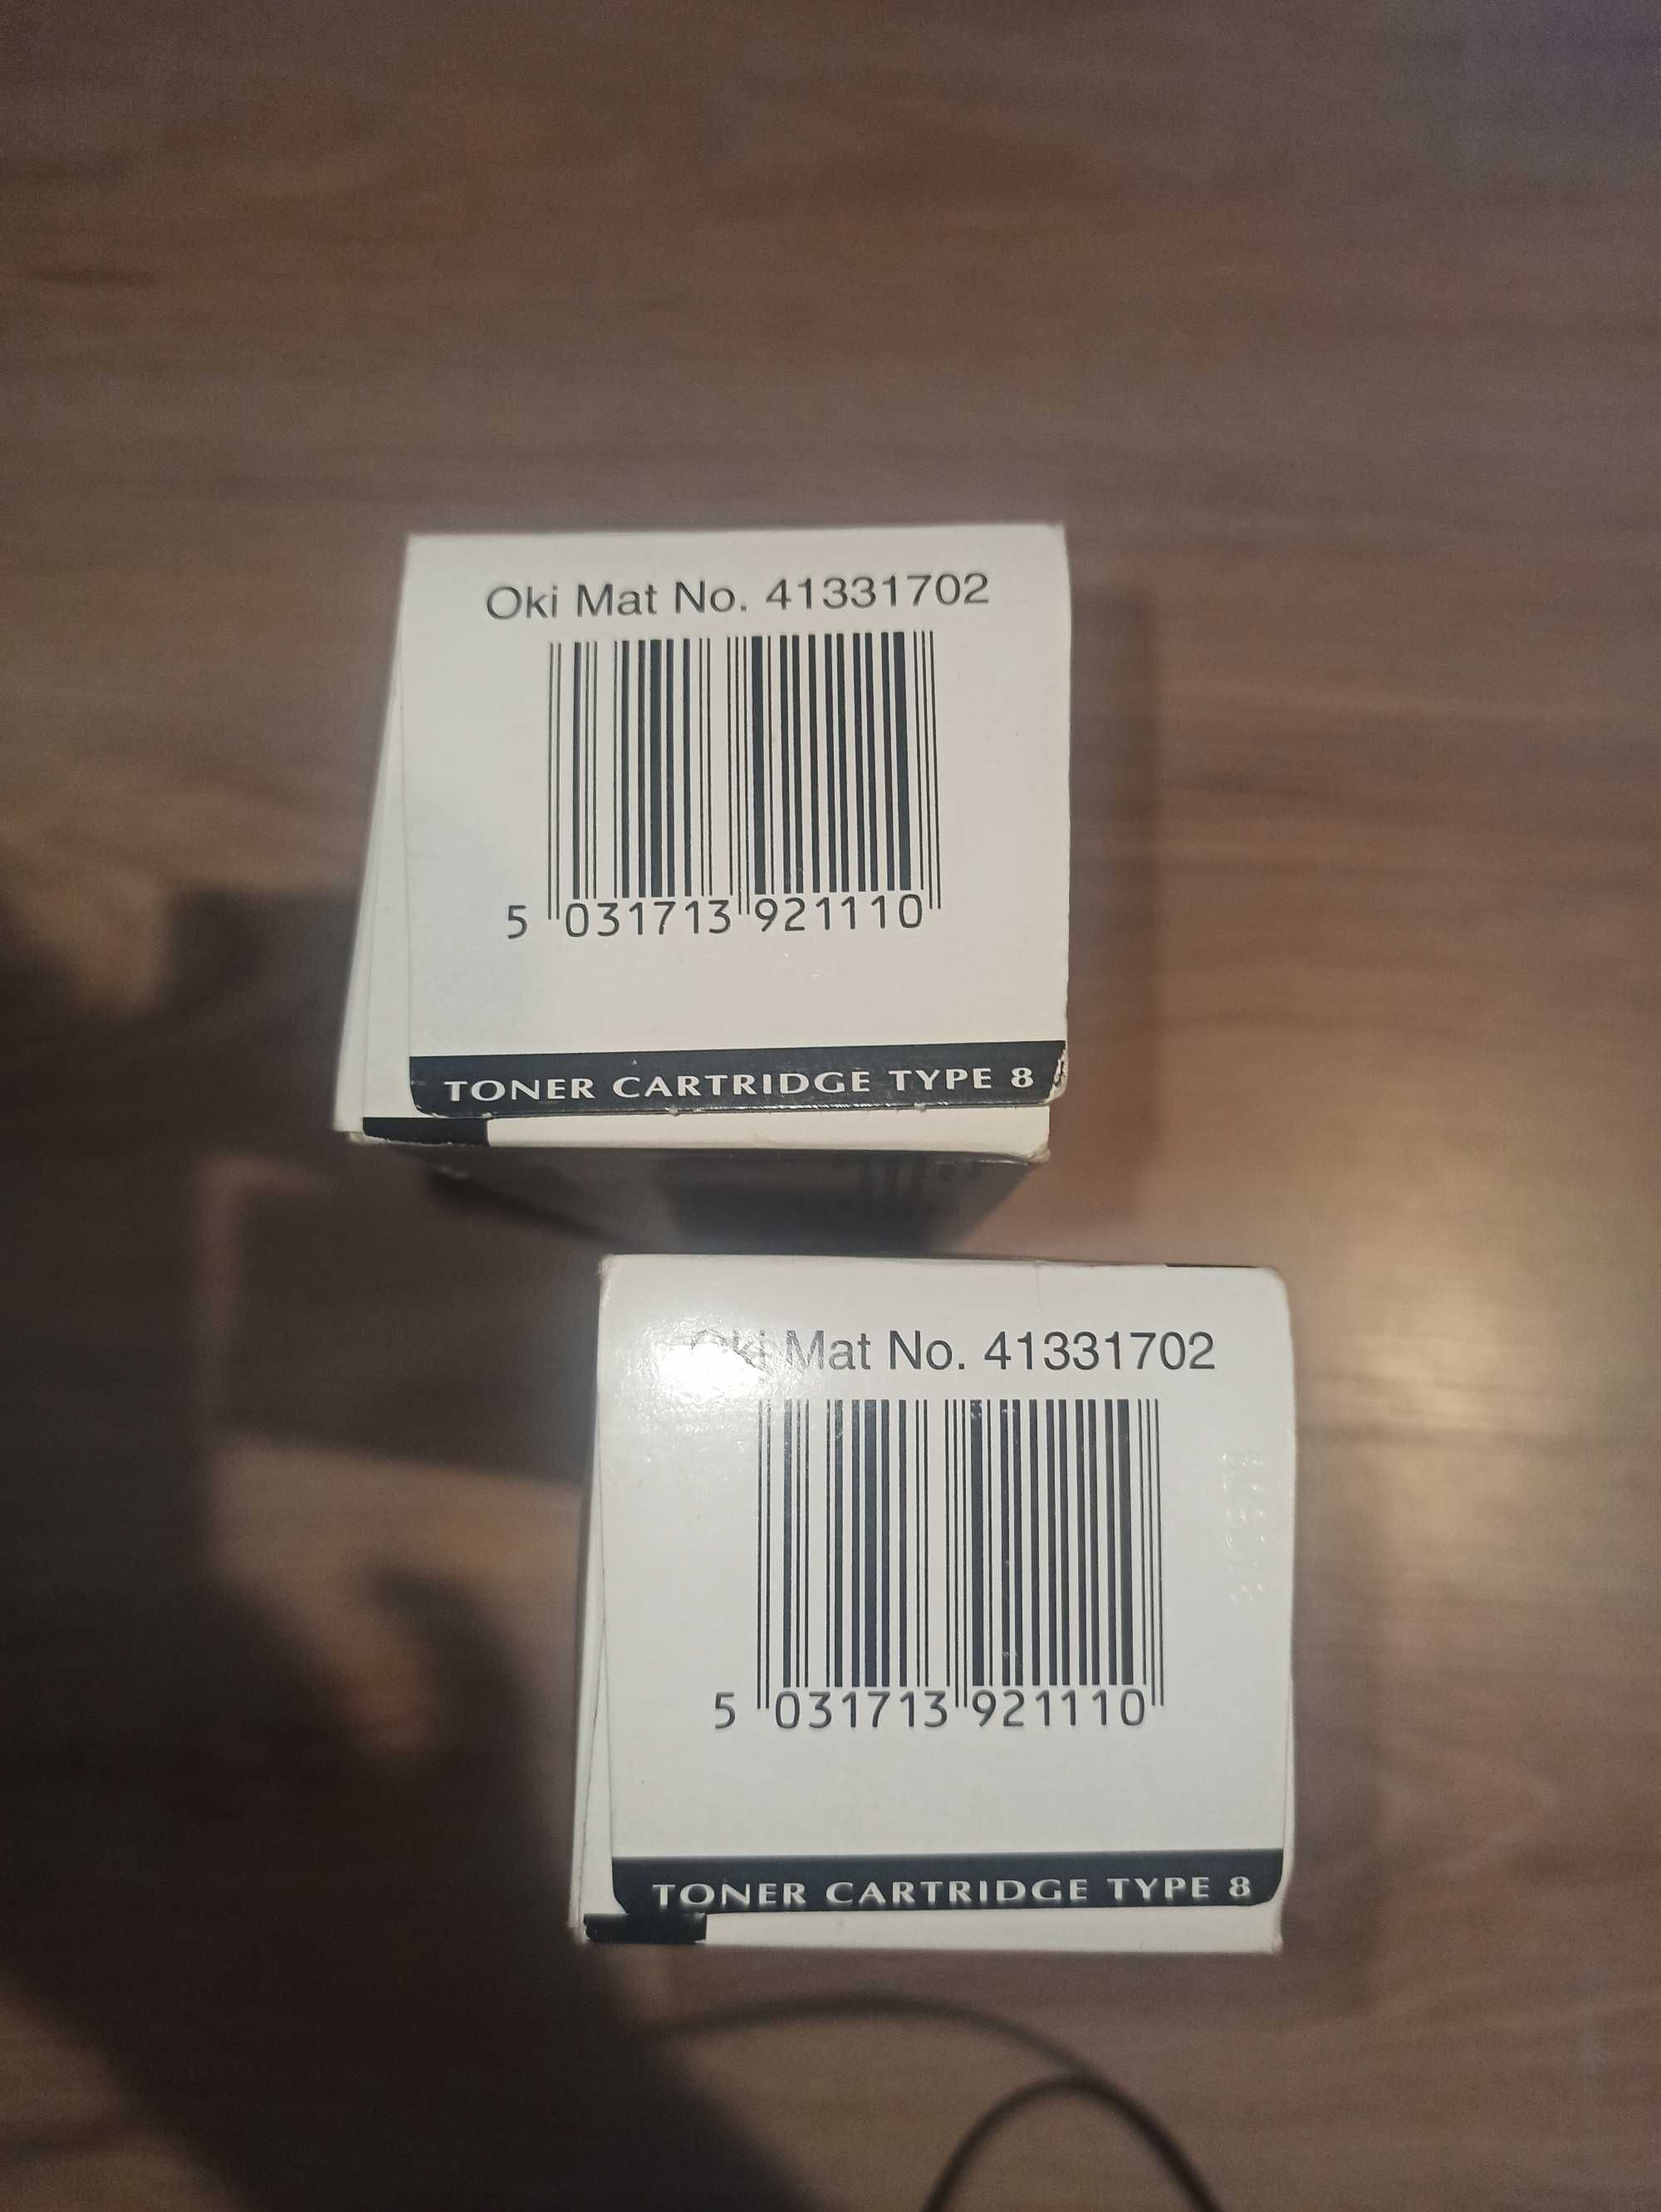 Oki Mat No. 41331702
5 031713 921110
TONER CARTRIDGE TYPE 8
Oki Mat No. 41331702
5 031713 921110
TONER CARTRIDGE TYPE 8